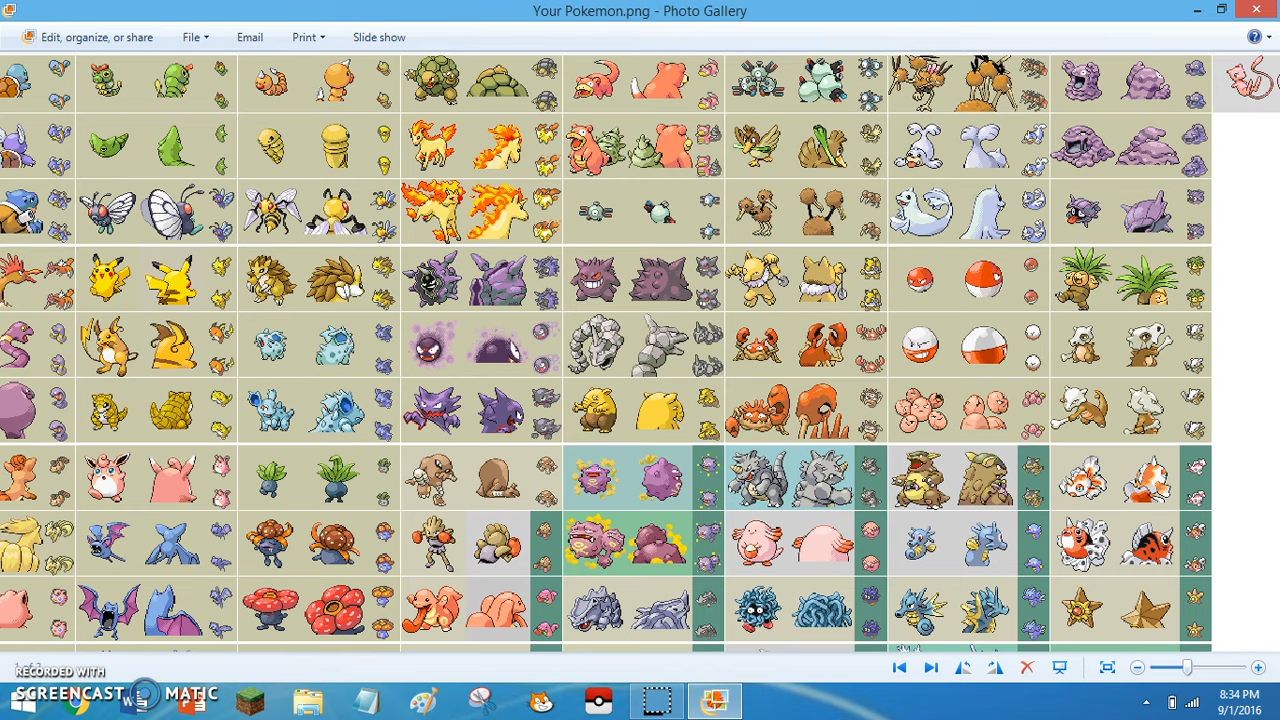 Your Pokemon.png - Photo Gallery
Edit, organize, or share File Email Print Slide show
RECORDED WITH
SCREENCAST MATIC
8:34 PM
9/1/2016